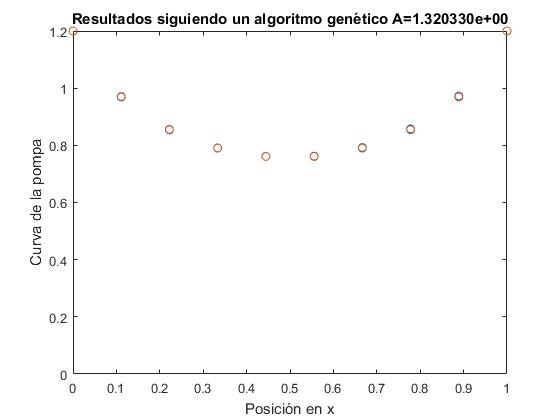 Resultados siguiendo un algoritmo genético A=1.320330e+00
1.2
1
0.8
0.6
0.4
0.2
0
Curva de la pompa
0 0.1 0.2 0.3 0.4 0.5 0.6 0.7 0.8 0.9 1
Posición en x